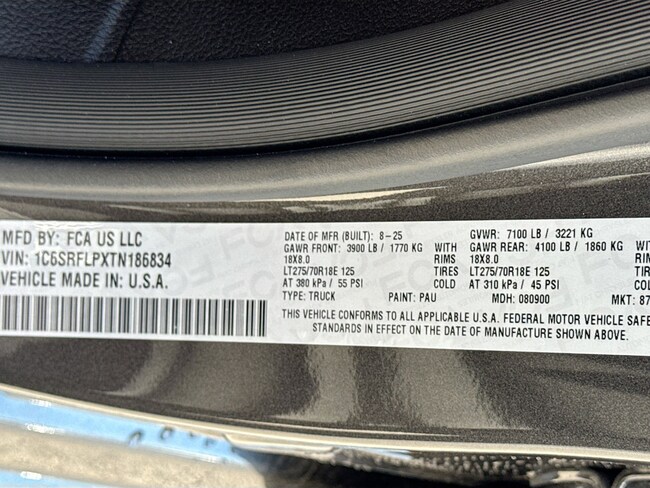 MFD BY: FCA US LLC
VIN: 1C6SRFLPXTN186834
VEHICLE MADE IN: U.S.A.
DATE OF MFR (BUILT): 8-25 GVWR: 7100 LB / 3221 KG
GAWR FRONT: 3900 LB / 1770 KG WITH GAWR REAR: 4100 LB / 1860 KG WITH
18X8.0 RIMS 18X8.0 RIMS
LT275/70R18E 125 TIRES LT275/70R18E 125 TIRES
AT 380 kPa / 55 PSI COLD AT 310 kPa / 45 PSI COLD
TYPE: TRUCK PAINT: PAU MDH: 080900 MKT: 87
THIS VEHICLE CONFORMS TO ALL APPLICABLE U.S.A. FEDERAL MOTOR VEHICLE SAFE
STANDARDS IN EFFECT ON THE DATE OF MANUFACTURE SHOWN ABOVE.